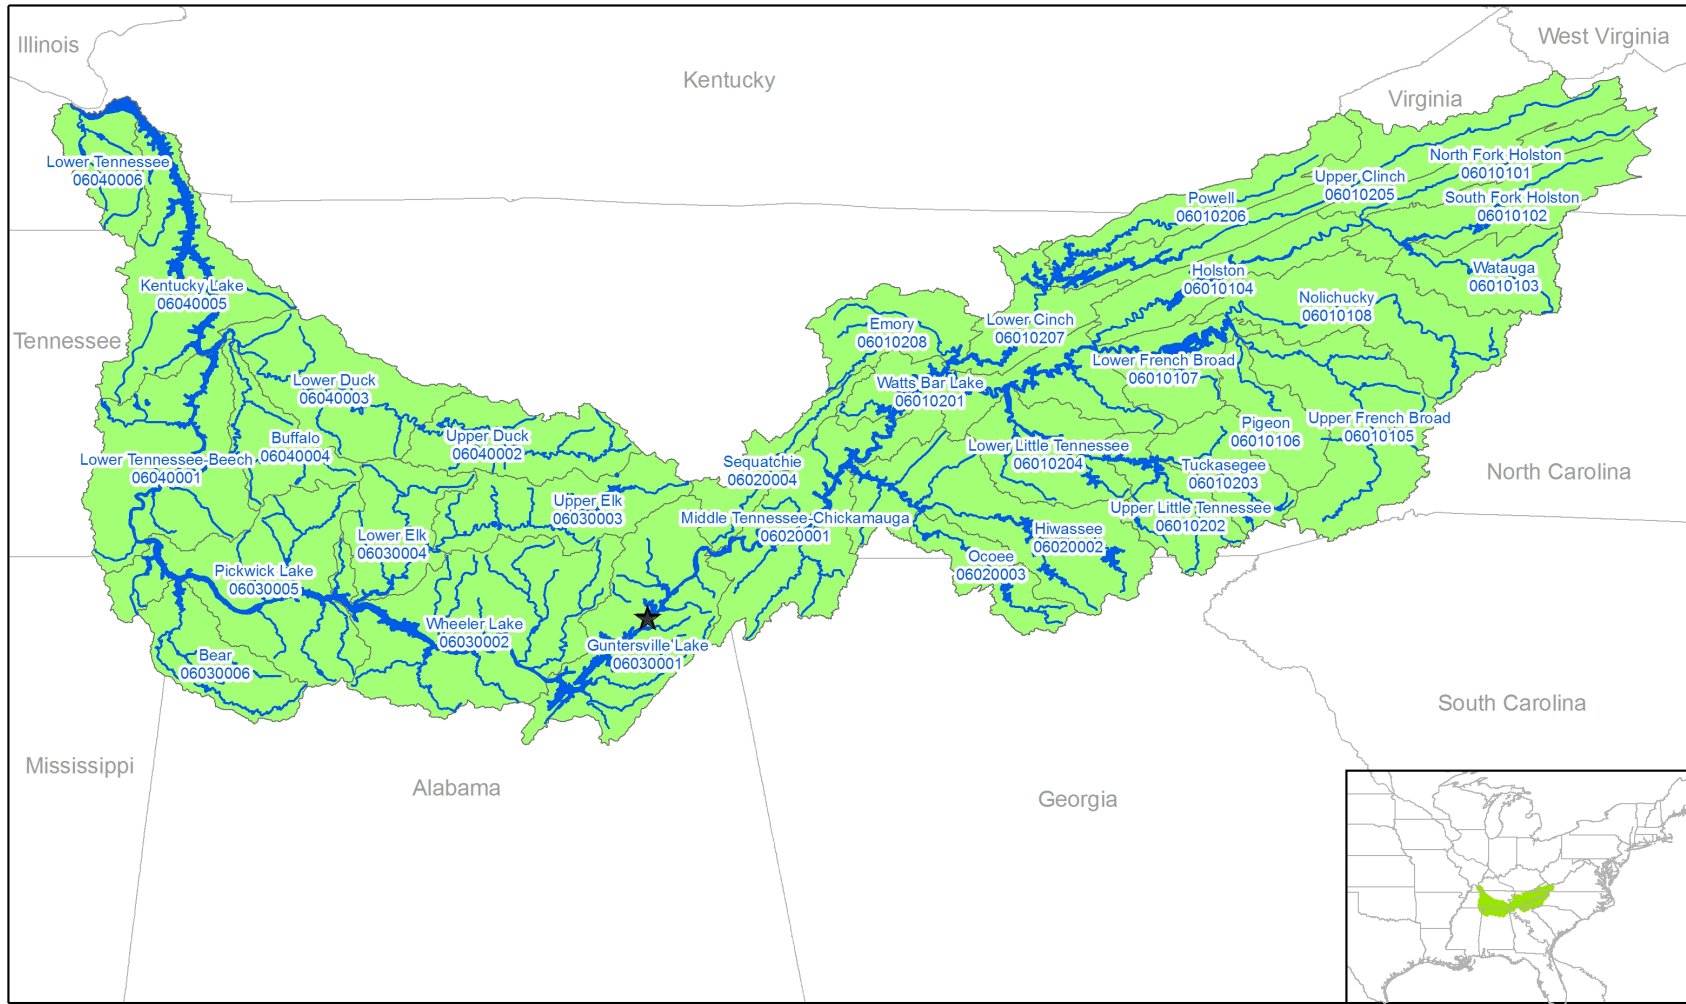 Illinois
West Virginia
Kentucky
Virginia
Lower Tennessee
06040006
North Fork Holston
06010101
Upper Clinch
06010205
Powell
06010206
South Fork Holston
06010102
Watauga
06010103
Holston
06010104
Kentucky Lake
06040005
Nolichucky
06010108
Tennessee
Emory
06010208
Lower Cinch
06010207
Lower French Broad
06010107
Lower Duck
06040003
Watts Bar Lake
06010201
Pigeon
06010106
Upper French Broad
06010105
Buffalo
06040004
Upper Duck
06040002
Lower Little Tennessee
06010204
Lower Tennessee-Beech
06040001
Sequatchie
06020004
Tuckasegee
06010203
North Carolina
Upper Elk
06030003
Upper Little Tennessee
06010202
Middle Tennessee-Chickamauga
06020001
Lower Elk
06030004
Hiwassee
06020002
Ocoee
06020003
Pickwick Lake
06030005
Wheeler Lake
06030002
Guntersville Lake
06030001
Bear
06030006
South Carolina
Mississippi
Alabama
Georgia